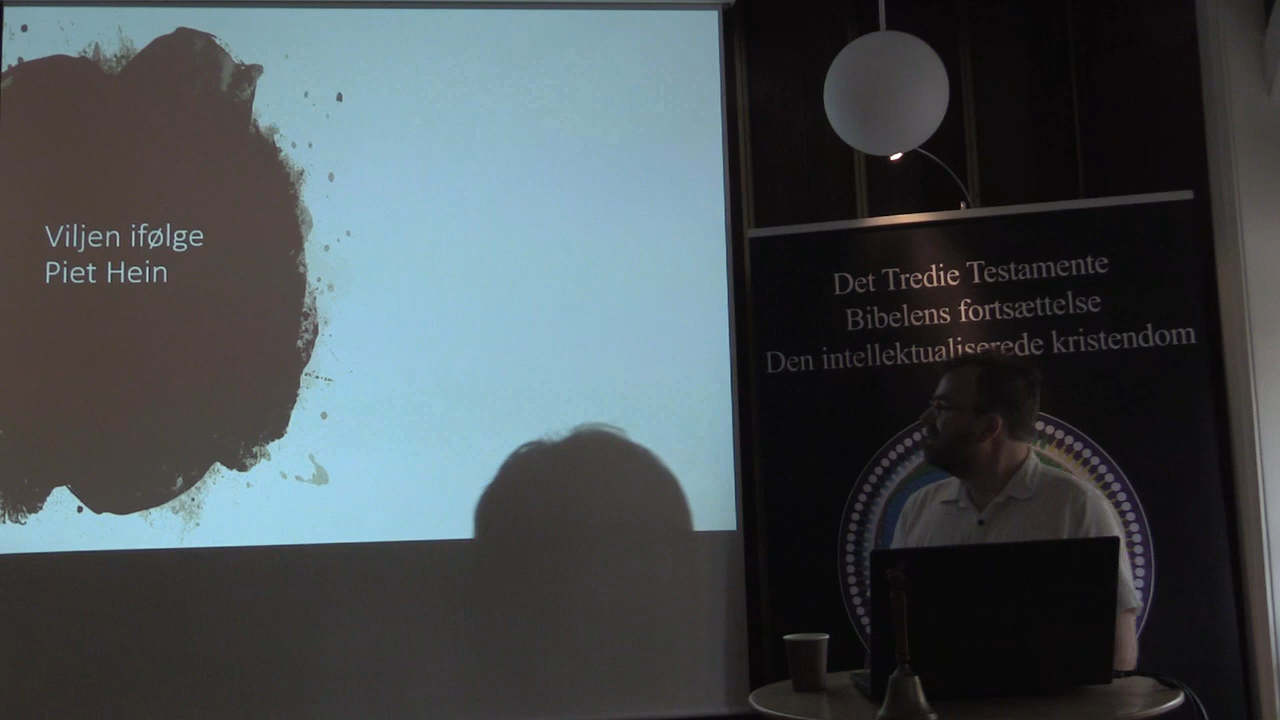 Viljen ifølge
Piet Hein
Det Tredie Testamente
Bibelens fortsættelse
Den intellektualiserede kristendom